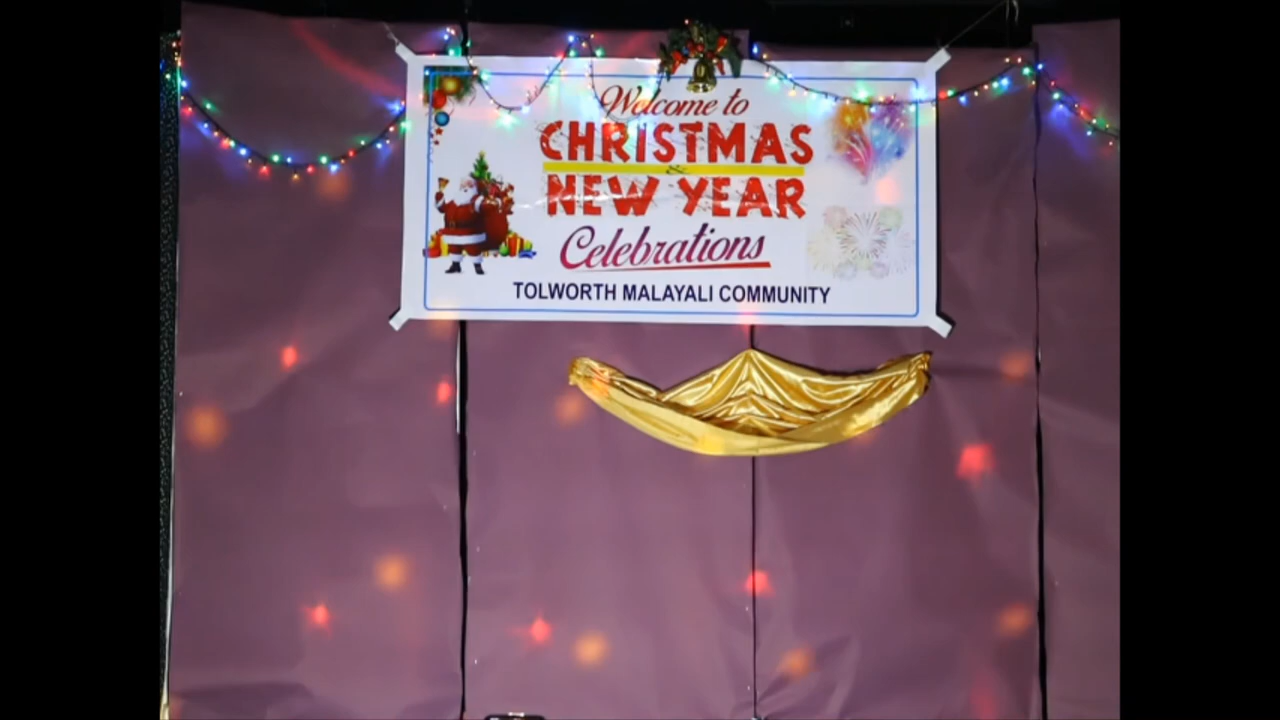 Welcome to
CHRISTMAS
&
NEW YEAR
Celebrations
TOLWORTH MALAYALI COMMUNITY